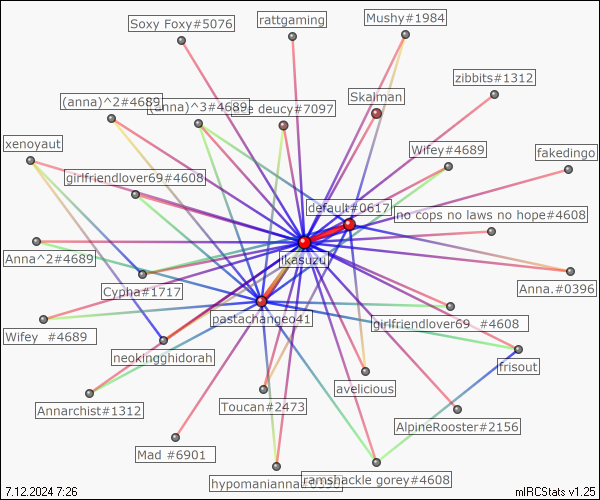 Soxy Foxy#5076
rattgaming
Mushy#1984
zibbits#1312
(anna)^2#4689
(anna)^3#4689
deucy#7097
Skalman
xenoyaut
Wifey#4689
fakedingo
girlfriendlover69#4608
default#0617
no cops no laws no hope#4608
Anna^2#4689
Ikasuzu
Cypha#1717
Anna.#0396
pastachangeo41
girlfriendlover69 _#4608
Wifey _#4689
neokingghidorah
frisout
avelicious
Annarchist#1312
Toucan#2473
AlpineRooster#2156
Mad _#6901
hypomanianna#0396
ramshackle gorey#4608
7.12.2024 7:26
mIRCStats v1.25